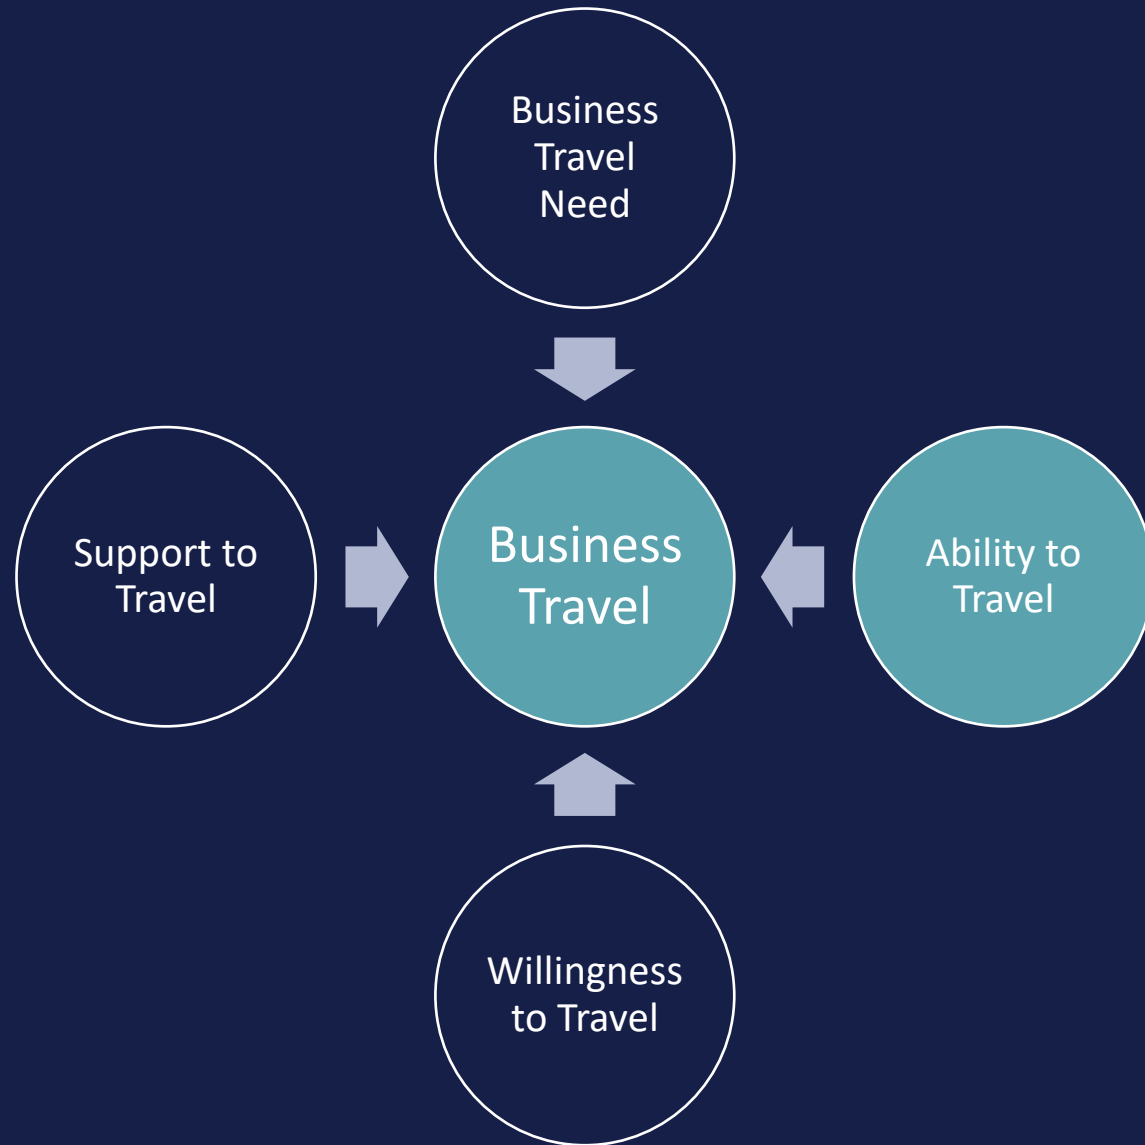 Business
Travel
Need
Support to
Travel
Business
Travel
Ability to
Travel
Willingness
to Travel